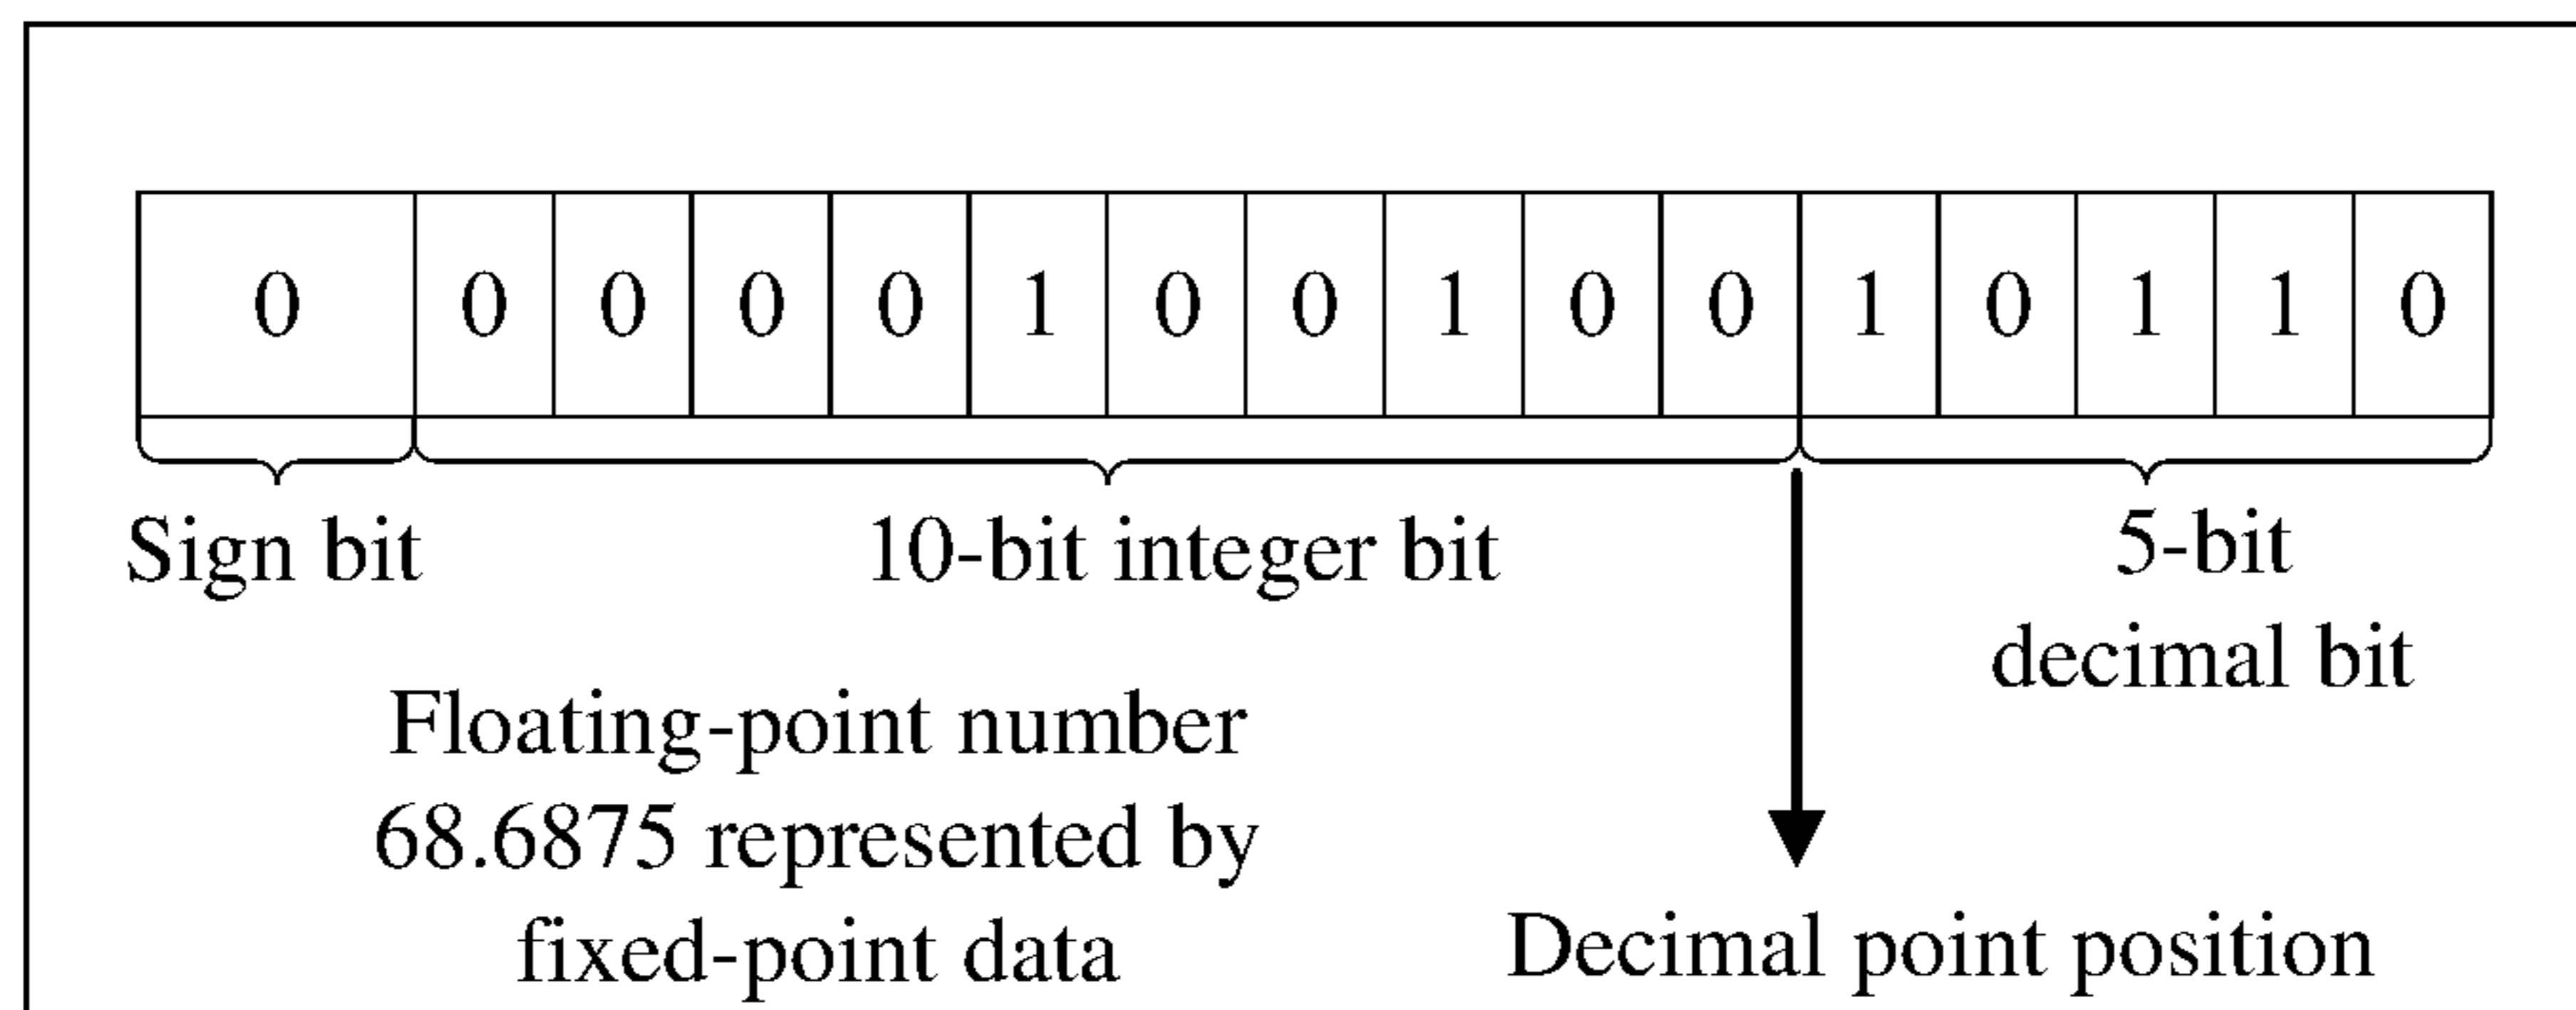 0 0 0 0 0 1 0 0 1 0 0 1 0 1 1 0
Sign bit 10-bit integer bit 5-bit
decimal bit
Floating-point number
68.6875 represented by
fixed-point data
Decimal point position